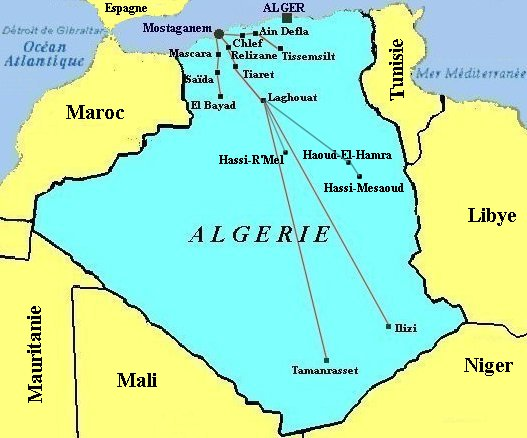 Espagne
ALGER
Détroit de Gibraltar
Mostaganem
Ain Defla
Océan
Atlantique
Chlef
Mascara
Relizane
Tissemsilt
Tunisie
Mer Méditerranée
Saïda
Tiaret
El Bayad
Laghouat
Maroc
Hassi-R'Mel
Haoud-El-Hamra
Hassi-Mesaoud
Libye
ALGERIE
Ilizi
Mauritanie
Mali
Tamanrasset
Niger